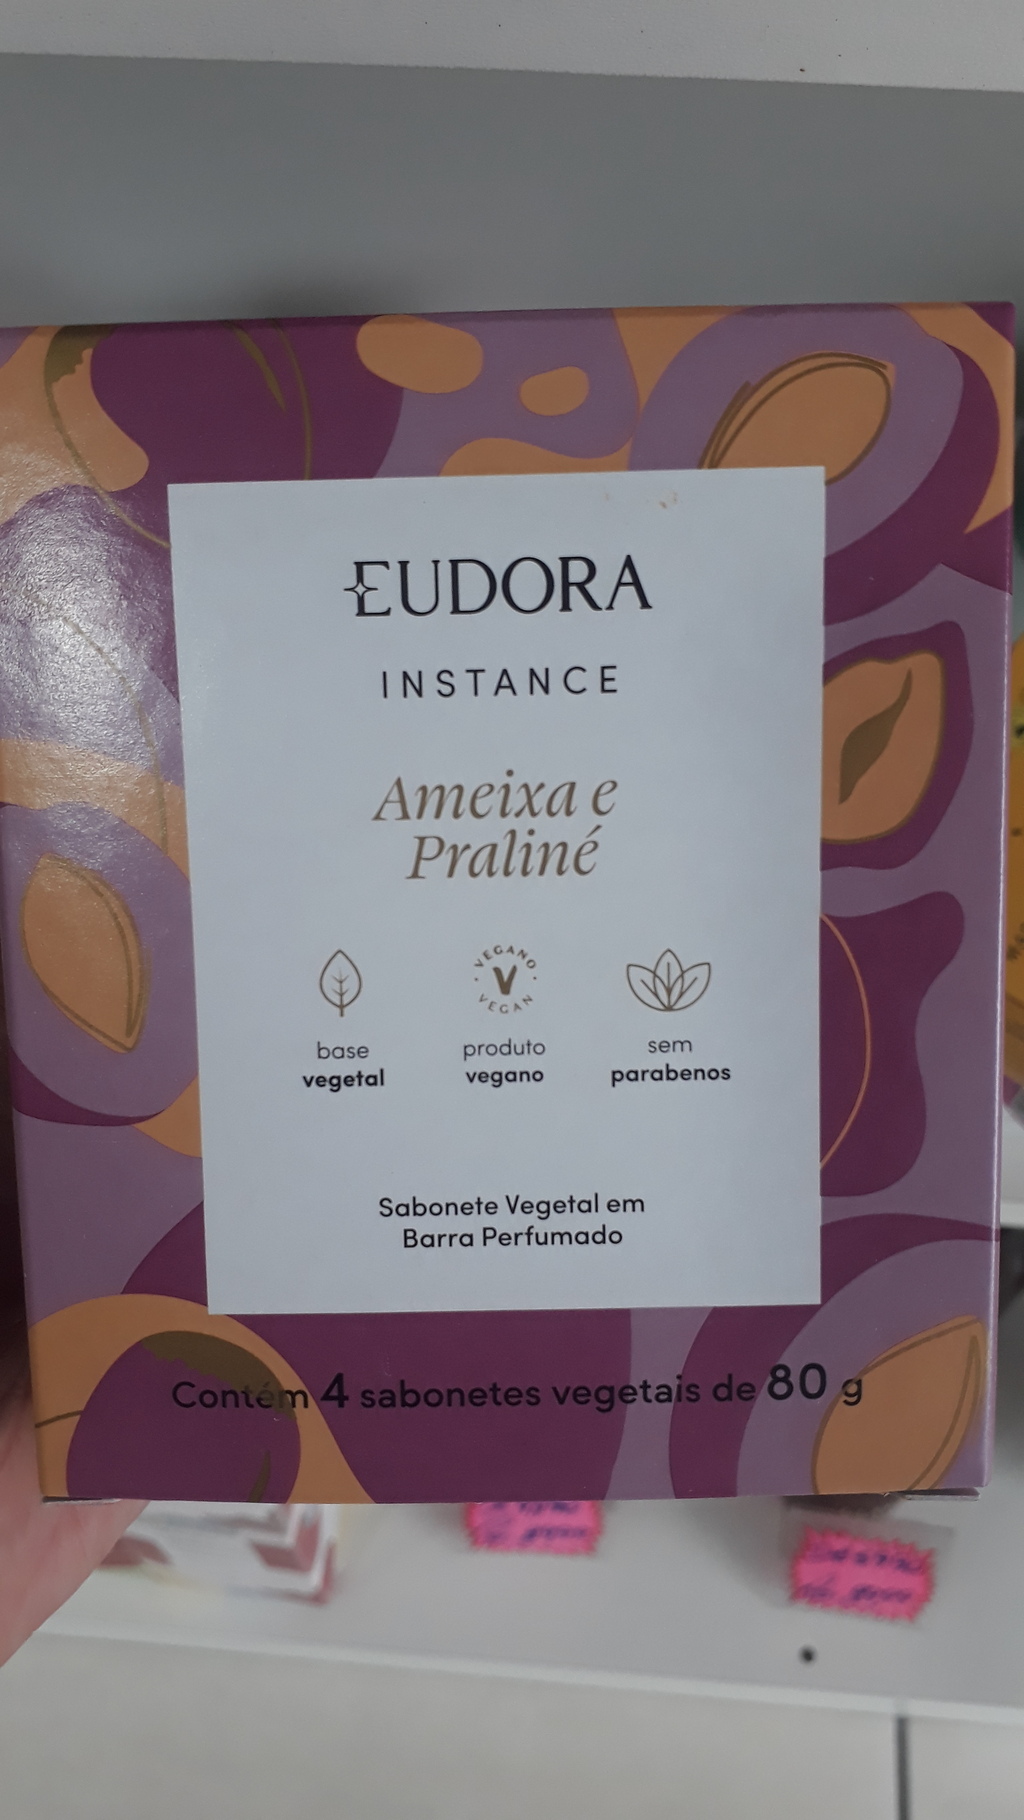 EUDORA
INSTANCE
Ameixa e
Praliné
VEGANO
V
VEGAN
base
vegetal
produto
vegano
sem
parabenos
Sabonete Vegetal em
Barra Perfumado
Contém 4 sabonetes vegetais de 80 g